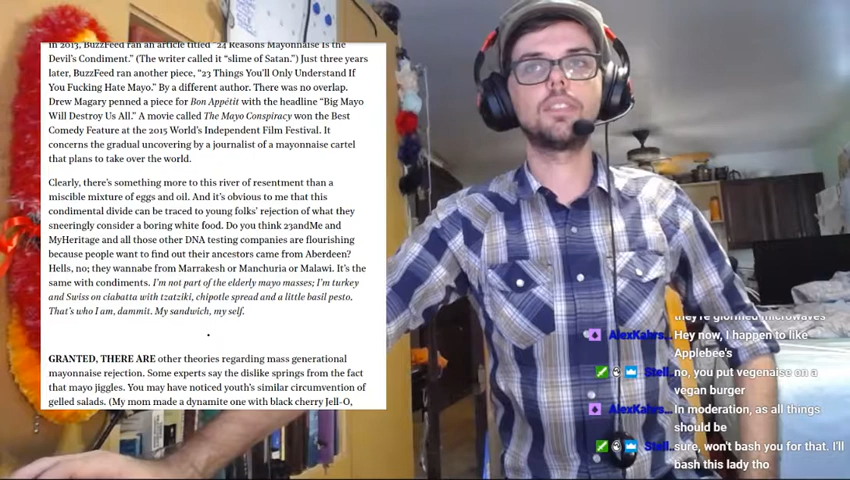 in 2013, BuzzFeed ran an article titled "24 Reasons Mayonnaise Is the
Devil's Condiment." (The writer called it "slime of Satan.") Just three years
later, BuzzFeed ran another piece, "23 Things You'll Only Understand If
You Fucking Hate Mayo." By a different author. There was no overlap.
Drew Magary penned a piece for Bon Appétit with the headline "Big Mayo
Will Destroy Us All." A movie called The Mayo Conspiracy won the Best
Comedy Feature at the 2015 World's Independent Film Festival. It
concerns the gradual uncovering by a journalist of a mayonnaise cartel
that plans to take over the world.
Clearly, there's something more to this river of resentment than a
miscible mixture of eggs and oil. And it's obvious to me that this
condimental divide can be traced to young folks' rejection of what they
sneeringly consider a boring white food. Do you think 23andMe and
MyHeritage and all those other DNA testing companies are flourishing
because people want to find out their ancestors came from Aberdeen?
Hells, no; they wannabe from Marrakesh or Manchuria or Malawi. It's the
same with condiments. I'm not part of the elderly mayo masses; I'm turkey
and Swiss on ciabatta with tzatziki, chipotle spread and a little basil pesto.
That's who I am, dammit. My sandwich, my self.
•
GRANTED, THERE ARE other theories regarding mass generational
mayonnaise rejection. Some experts say the dislike springs from the fact
that mayo jiggles. You may have noticed youth's similar circumvention of
gelled salads. (My mom made a dynamite one with black cherry Jell-O,
they're glorified microwaves
AlexKahrs... Hey now, I happen to like
Applebee's
Stell... no, you put vegenaise on a
vegan burger
AlexKahrs... In moderation, as all things
should be
Stell... sure, won't bash you for that. I'll
bash this lady tho